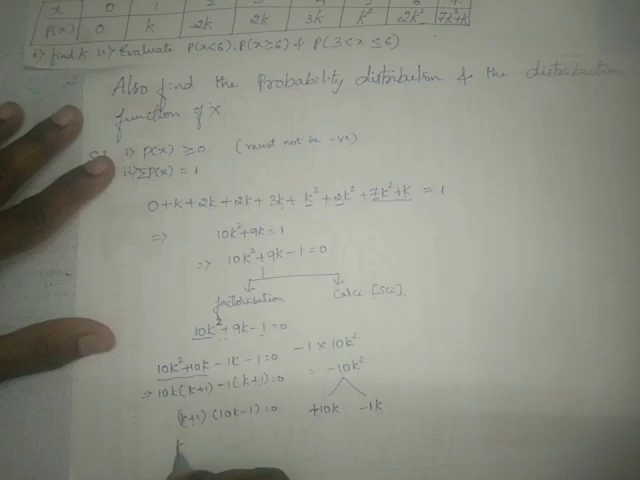 x 0 1 2 3 4 5 6 7
P(x) 0 k 2k 2k 3k k² 2k² 7k²+k
i) find k. ii) Evaluate P(x<6), P(x≥6) & P(3<x≤6)
Also find the Probability distribution & the distribution
function of x.
Sol i) P(x) ≥ 0. (must not be -ve)
ii) ΣP(x) = 1
0+k+2k+2k+3k+k²+2k²+7k²+k = 1
=> 10k²+9k=1
=> 10k²+9k-1=0
factorisation Calci [Sci].
10k²+9k-1=0
10k²+10k-1k-1=0 -1×10k²
=> 10k(k+1)-1(k+1)=0 = -10k²
(k+1)(10k-1)=0 +10k -1k
k